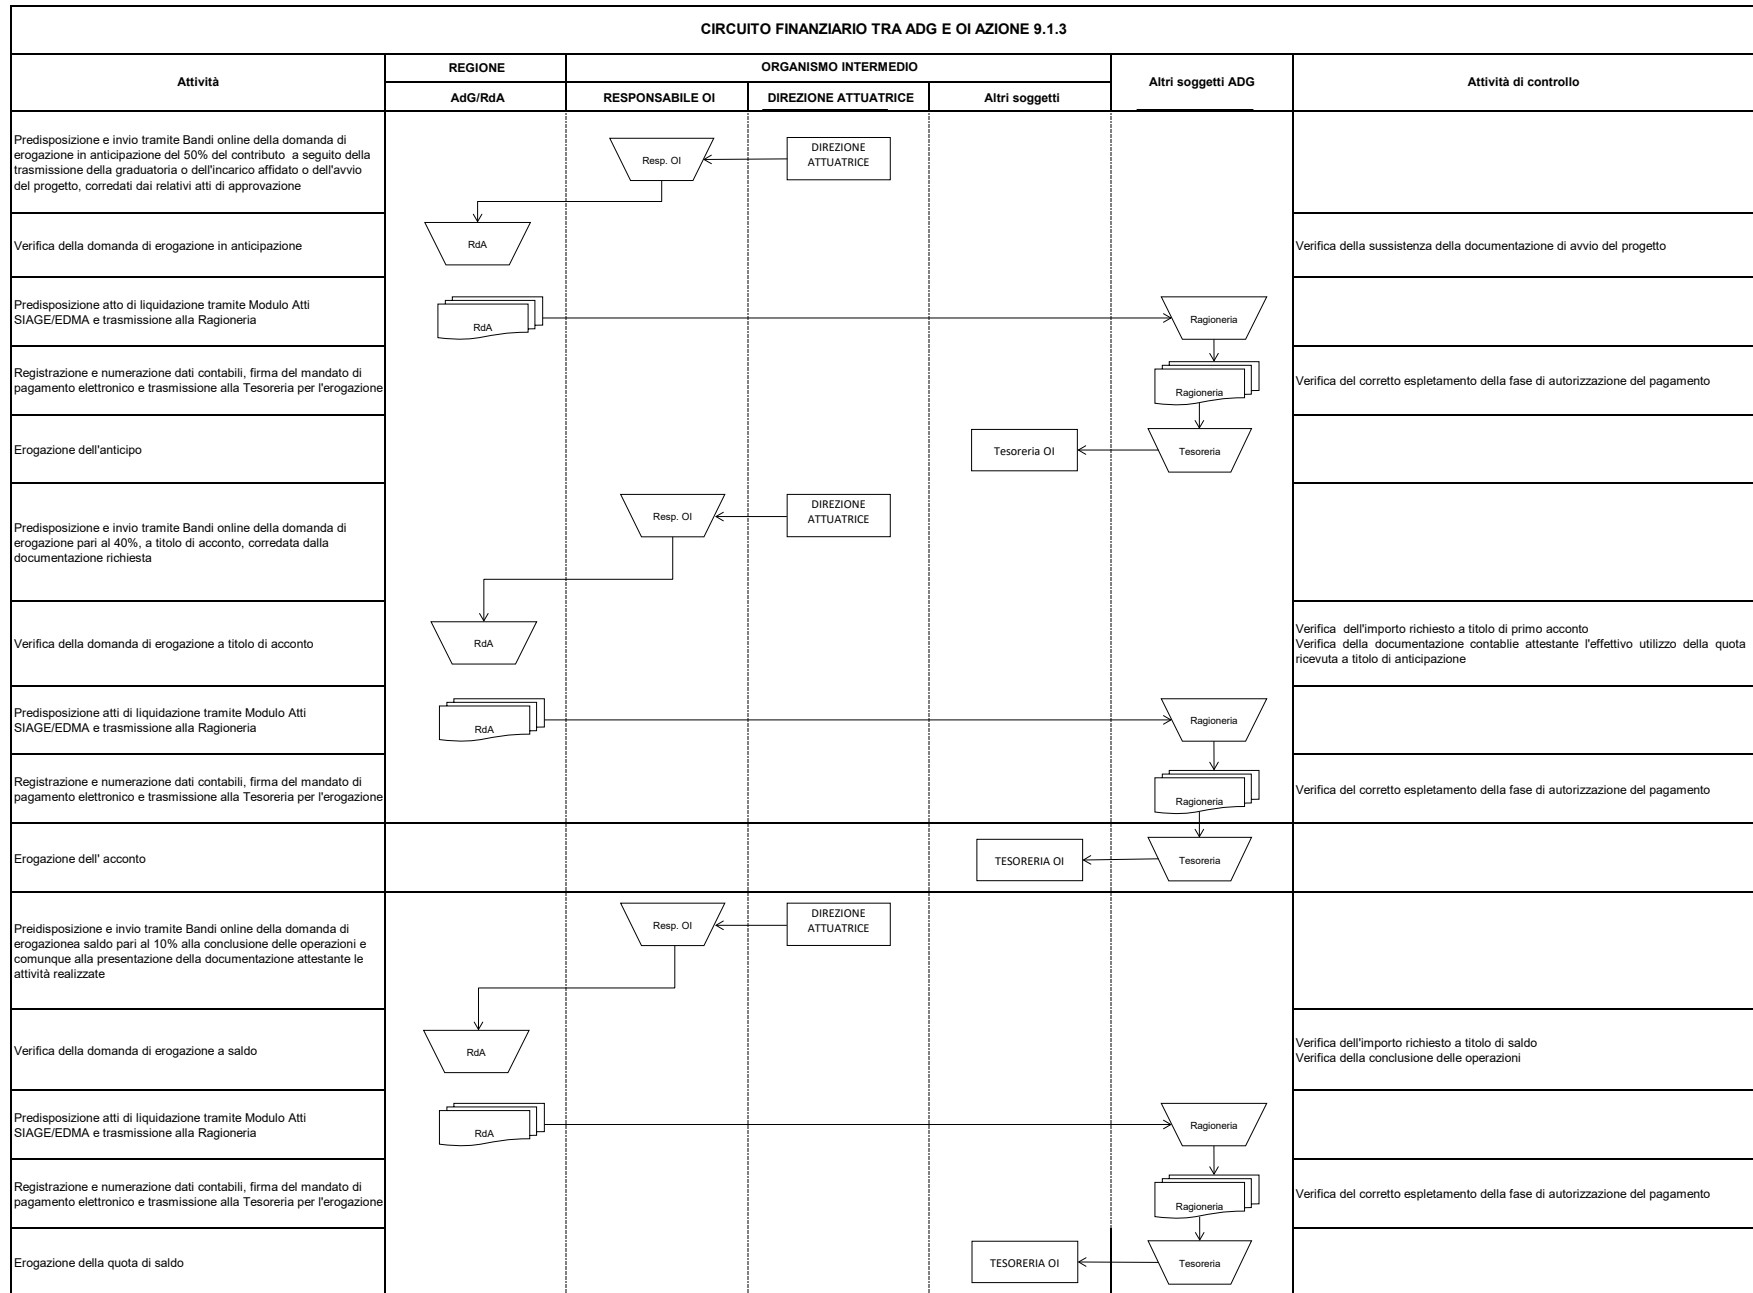 CIRCUITO FINANZIARIO TRA ADG E OI AZIONE 9.1.3
Attività
REGIONE
ORGANISMO INTERMEDIO
Altri soggetti ADG
Attività di controllo
AdG/RdA
RESPONSABILE OI
DIREZIONE ATTUATRICE
Altri soggetti
Predisposizione e invio tramite Bandi online della domanda di
erogazione in anticipazione del 50% del contributo a seguito della
trasmissione della graduatoria o dell'incarico affidato o dell'avvio
del progetto, corredati dai relativi atti di approvazione
Resp. OI
DIREZIONE
ATTUATRICE
Verifica della domanda di erogazione in anticipazione
RdA
Verifica della sussistenza della documentazione di avvio del progetto
Predisposizione atto di liquidazione tramite Modulo Atti
SIAGE/EDMA e trasmissione alla Ragioneria
RdA
Ragioneria
Registrazione e numerazione dati contabili, firma del mandato di
pagamento elettronico e trasmissione alla Tesoreria per l'erogazione
Ragioneria
Verifica del corretto espletamento della fase di autorizzazione del pagamento
Erogazione dell'anticipo
Tesoreria OI
Tesoreria
Predisposizione e invio tramite Bandi online della domanda di
erogazione pari al 40%, a titolo di acconto, corredata dalla
documentazione richiesta
Resp. OI
DIREZIONE
ATTUATRICE
Verifica della domanda di erogazione a titolo di acconto
RdA
Verifica dell'importo richiesto a titolo di primo acconto
Verifica della documentazione contablie attestante l'effettivo utilizzo della quota
ricevuta a titolo di anticipazione
Predisposizione atti di liquidazione tramite Modulo Atti
SIAGE/EDMA e trasmissione alla Ragioneria
RdA
Ragioneria
Registrazione e numerazione dati contabili, firma del mandato di
pagamento elettronico e trasmissione alla Tesoreria per l'erogazione
Ragioneria
Verifica del corretto espletamento della fase di autorizzazione del pagamento
Erogazione dell' acconto
TESORERIA OI
Tesoreria
Preidisposizione e invio tramite Bandi online della domanda di
erogazionea saldo pari al 10% alla conclusione delle operazioni e
comunque alla presentazione della documentazione attestante le
attività realizzate
Resp. OI
DIREZIONE
ATTUATRICE
Verifica della domanda di erogazione a saldo
RdA
Verifica dell'importo richiesto a titolo di saldo
Verifica della conclusione delle operazioni
Predisposizione atti di liquidazione tramite Modulo Atti
SIAGE/EDMA e trasmissione alla Ragioneria
RdA
Ragioneria
Registrazione e numerazione dati contabili, firma del mandato di
pagamento elettronico e trasmissione alla Tesoreria per l'erogazione
Ragioneria
Verifica del corretto espletamento della fase di autorizzazione del pagamento
Erogazione della quota di saldo
TESORERIA OI
Tesoreria